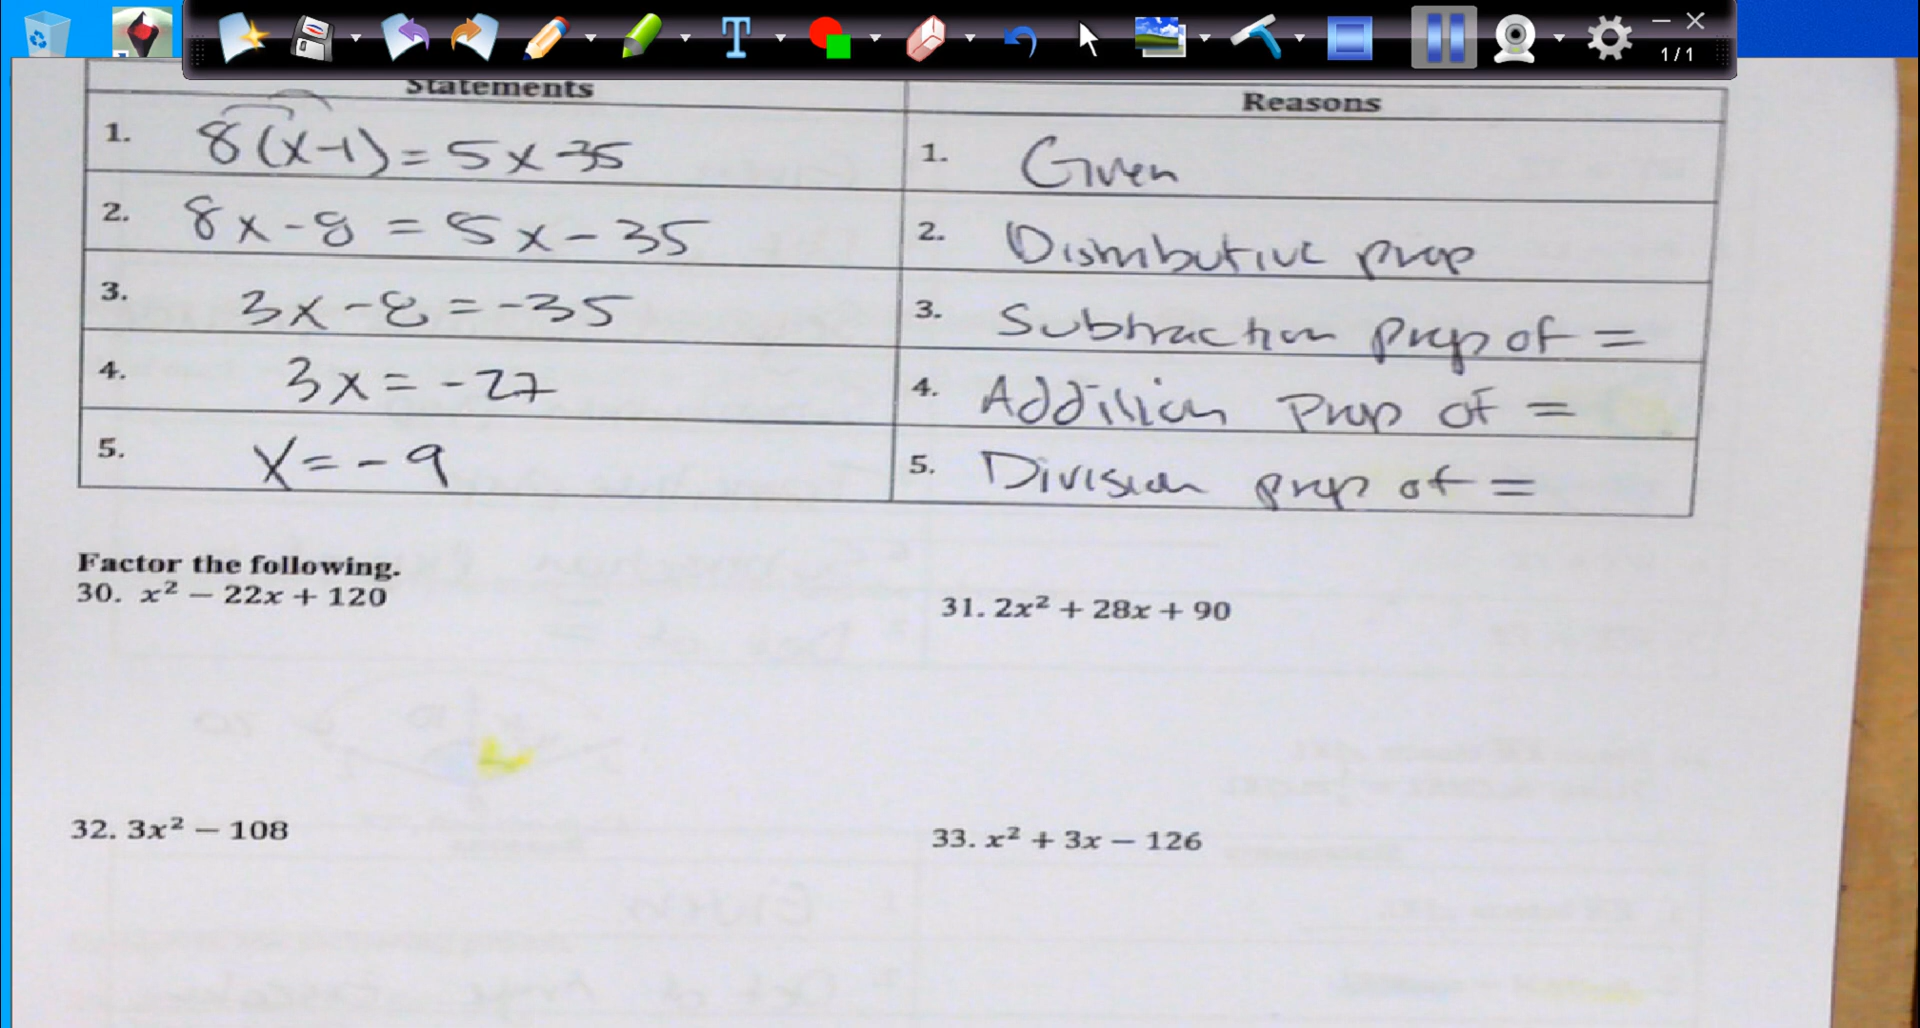 1 / 1
Statements
Reasons
1. 8(x-1) = 5x-35
1. Given
2. 8x-8 = 5x-35
2. Distributive prop
3. 3x-8 = -35
3. Subtraction prop of =
4. 3x = -27
4. Addition Prop of =
5. x = -9
5. Division prop of =
Factor the following.
30. x² − 22x + 120
31. 2x² + 28x + 90
32. 3x² − 108
33. x² + 3x − 126